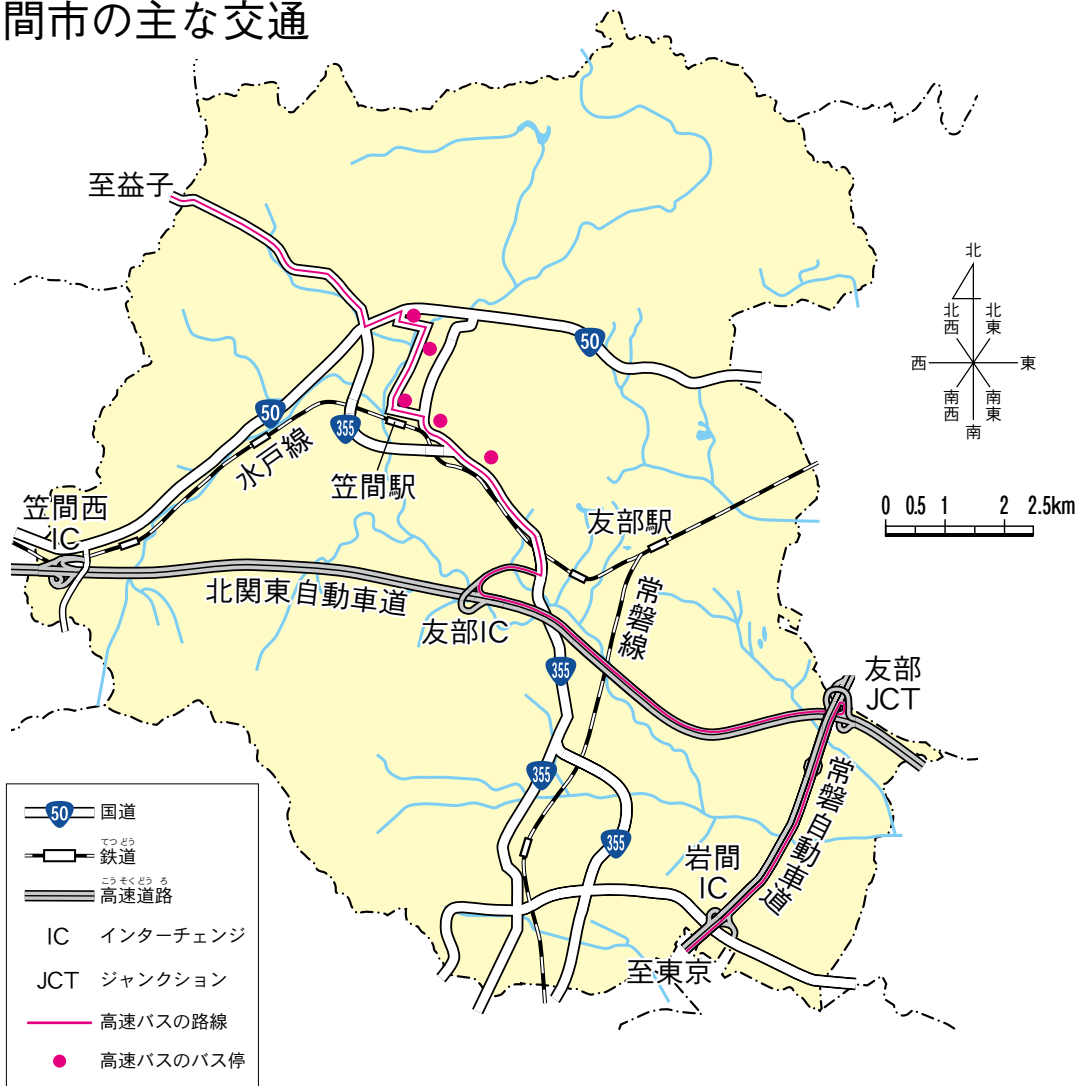 間市の主な交通
至益子
北
北西
北東
西
東
南西
南東
南
50
50
355
水戸線
笠間駅
笠間西
IC
友部駅
0 0.5 1 2 2.5km
北関東自動車道
友部IC
常磐線
355
友部
JCT
355
355
常磐自動車道
岩間
IC
至東京
50 国道
てつどう
鉄道
こうそくどうろ
高速道路
IC インターチェンジ
JCT ジャンクション
高速バスの路線
高速バスのバス停